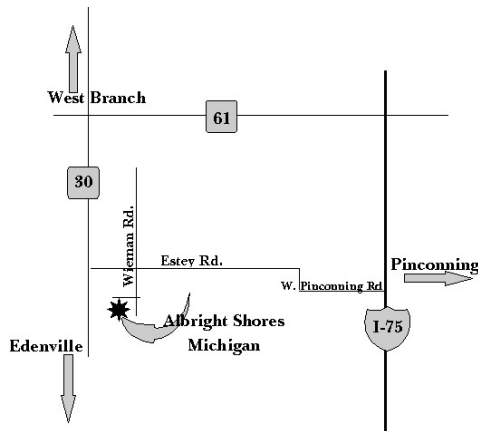 West Branch
61
30
Wieman Rd.
Estey Rd.
Pinconning
W. Pinconning Rd
Albright Shores
Michigan
I-75
Edenville